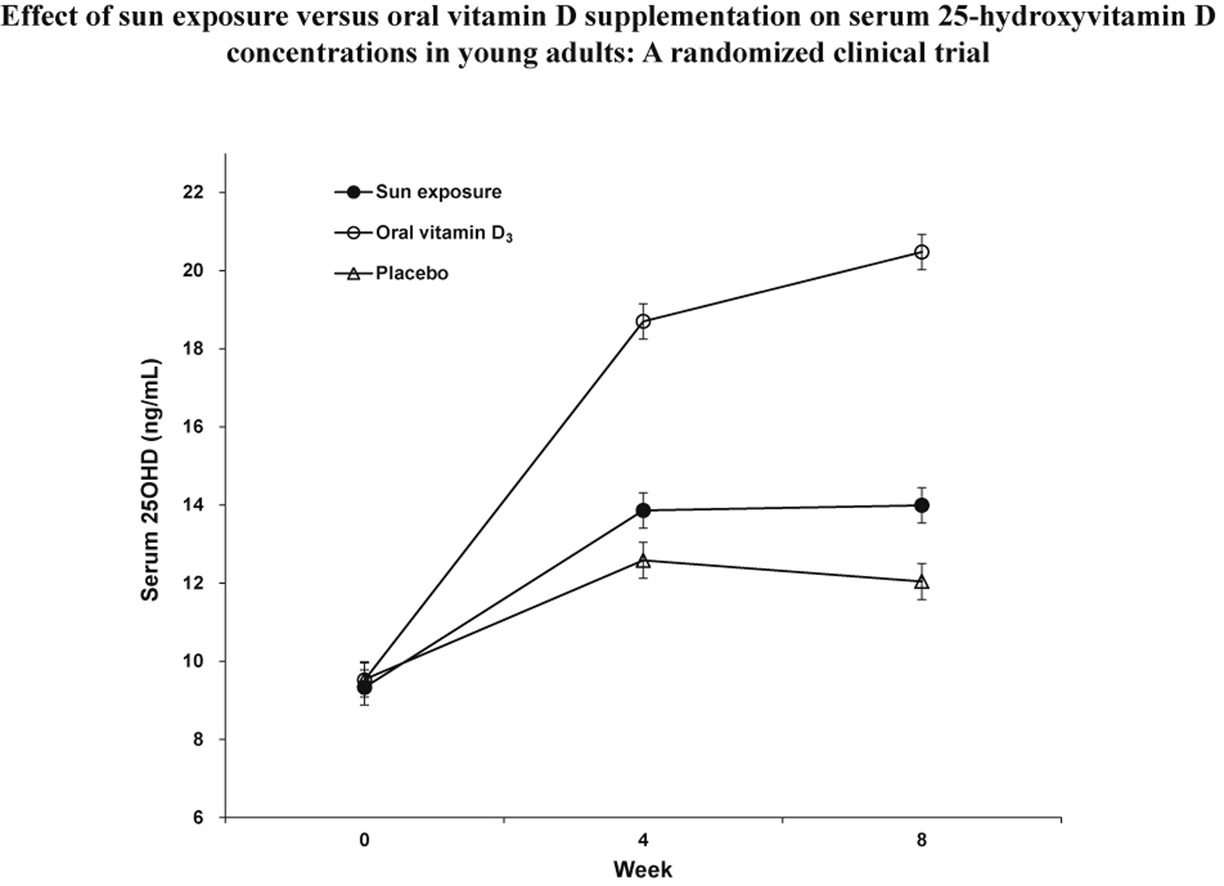 Effect of sun exposure versus oral vitamin D supplementation on serum 25-hydroxyvitamin D
concentrations in young adults: A randomized clinical trial
Sun exposure
Oral vitamin D₃
Placebo
Serum 25OHD (ng/mL)
22
20
18
16
14
12
10
8
6
0 4 8
Week